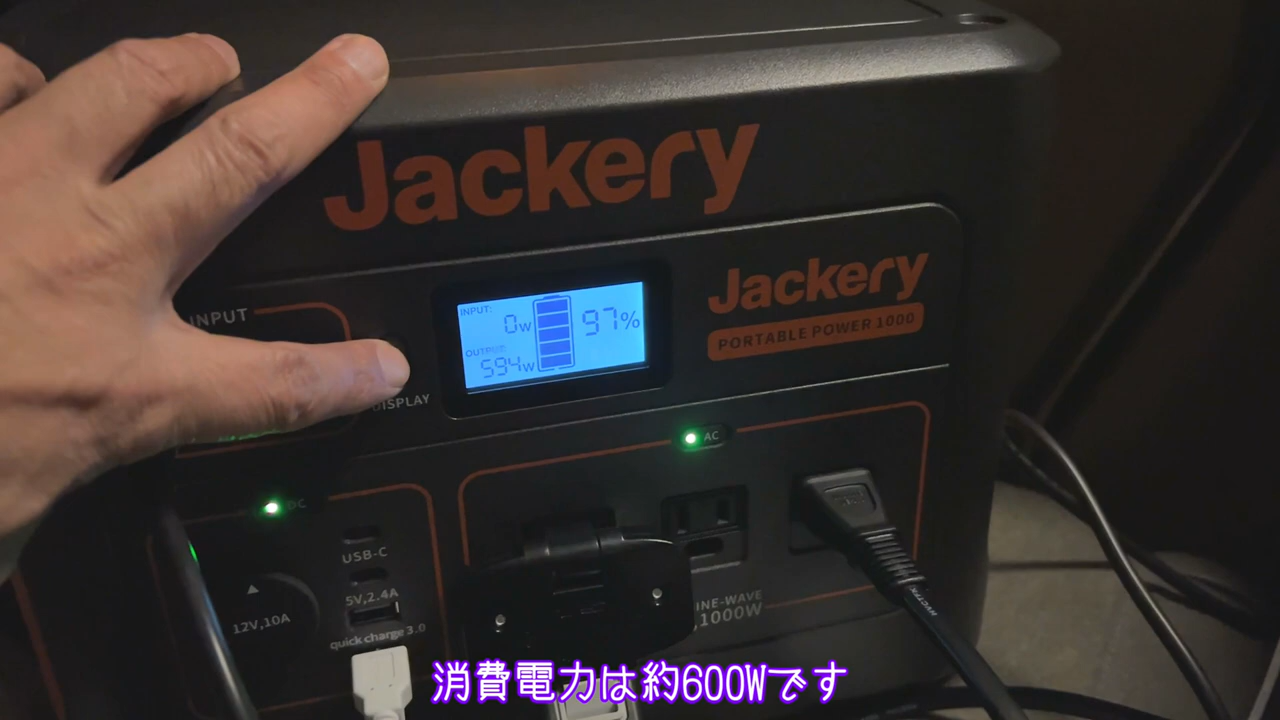 Jackery
INPUT
DISPLAY
INPUT:
0w
97%
OUTPUT:
594w
Jackery
PORTABLE POWER 1000
AC
DC
USB-C
5V,2.4A
12V,10A
quick charge 3.0
INE-WAVE
,1000W
消費電力は約600Wです